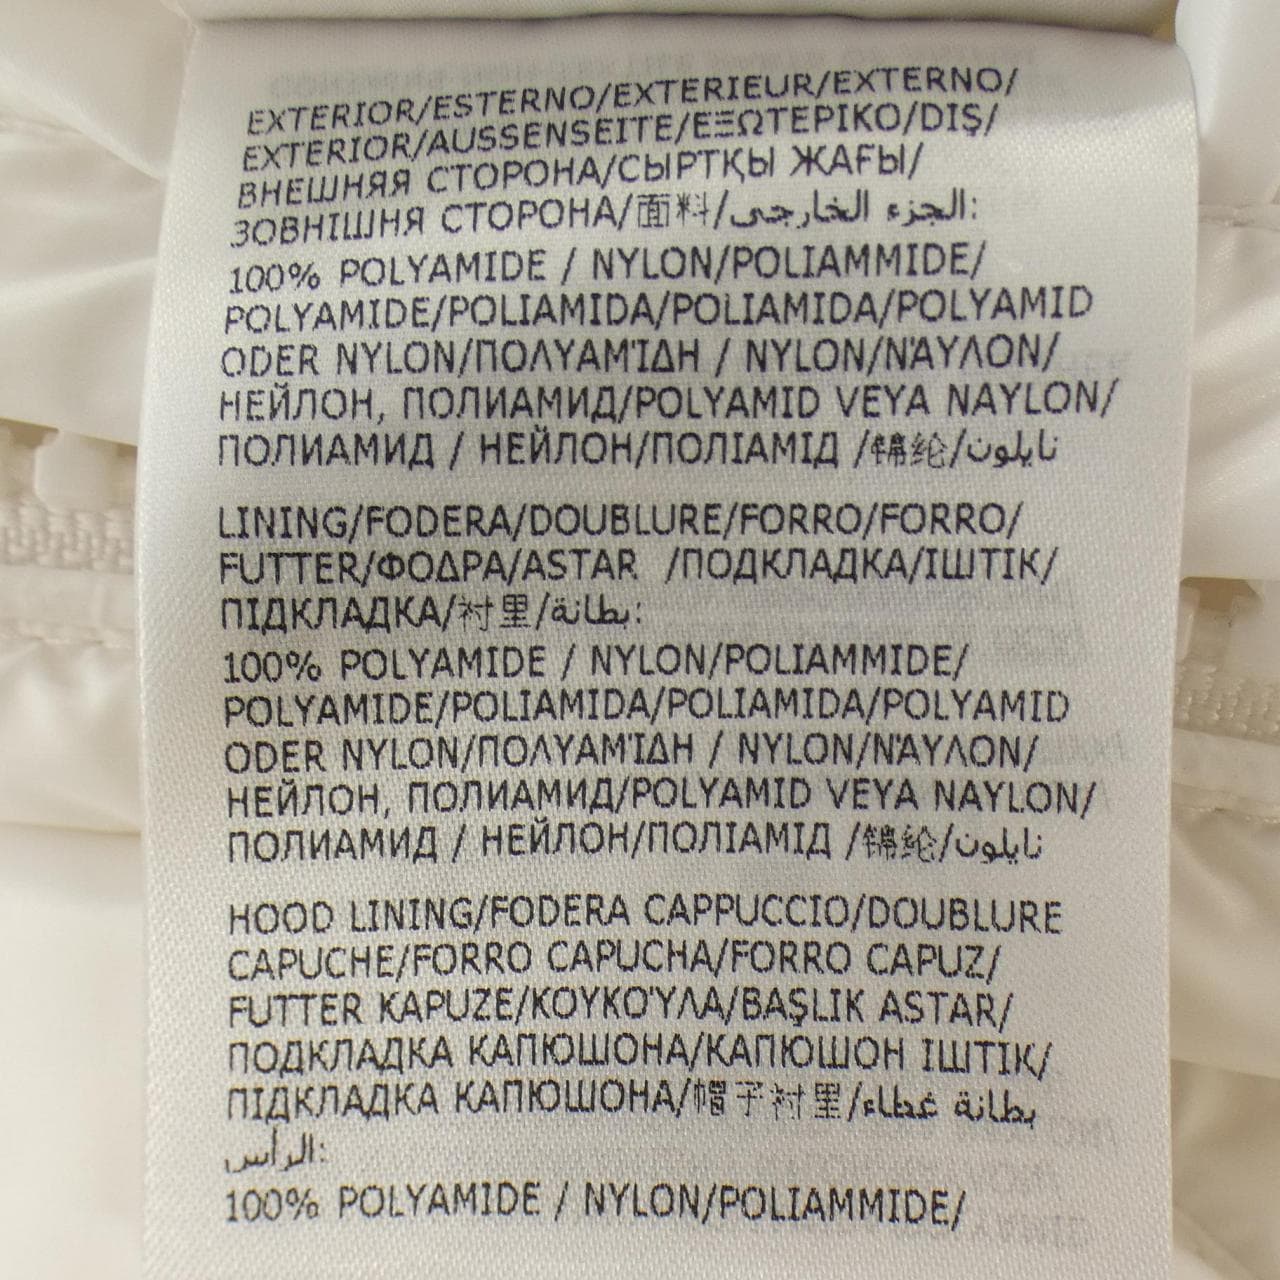 EXTERIOR/ESTERNO/EXTERIEUR/EXTERNO/
EXTERIOR/AUSSENSEITE/ΕΞΩΤΕΡΙΚΟ/DIŞ/
ВНЕШНЯЯ СТОРОНА/СЫРТҚЫ ЖАҒЫ/
ЗОВНІШНЯ СТОРОНА/面料/الجزء الخارجي:
100% POLYAMIDE / NYLON/POLIAMMIDE/
POLYAMIDE/POLIAMIDA/POLIAMIDA/POLYAMID
ODER NYLON/ΠΟΛΥΑΜΊΔΗ / NYLON/ΝΆΥΛΟΝ/
НЕЙЛОН, ПОЛИАМИД/POLYAMID VEYA NAYLON/
ПОЛИАМИД / НЕЙЛОН/ПОЛІАМІД /锦纶/نايلون
LINING/FODERA/DOUBLURE/FORRO/FORRO/
FUTTER/ΦΟΔΡΑ/ASTAR /ПОДКЛАДКА/ІШТІК/
ПІДКЛАДКА/衬里/بطانة:
100% POLYAMIDE / NYLON/POLIAMMIDE/
POLYAMIDE/POLIAMIDA/POLIAMIDA/POLYAMID
ODER NYLON/ΠΟΛΥΑΜΊΔΗ / NYLON/ΝΆΥΛΟΝ/
НЕЙЛОН, ПОЛИАМИД/POLYAMID VEYA NAYLON/
ПОЛИАМИД / НЕЙЛОН/ПОЛІАМІД /锦纶/نايلون
HOOD LINING/FODERA CAPPUCCIO/DOUBLURE
CAPUCHE/FORRO CAPUCHA/FORRO CAPUZ/
FUTTER KAPUZE/ΚΟΥΚΟΎΛΑ/BAŞLIK ASTAR/
ПОДКЛАДКА КАПЮШОНА/КАПЮШОН ІШТІК/
ПІДКЛАДКА КАПЮШОНА/帽子衬里/بطانة غطاء
الرأس:
100% POLYAMIDE / NYLON/POLIAMMIDE/